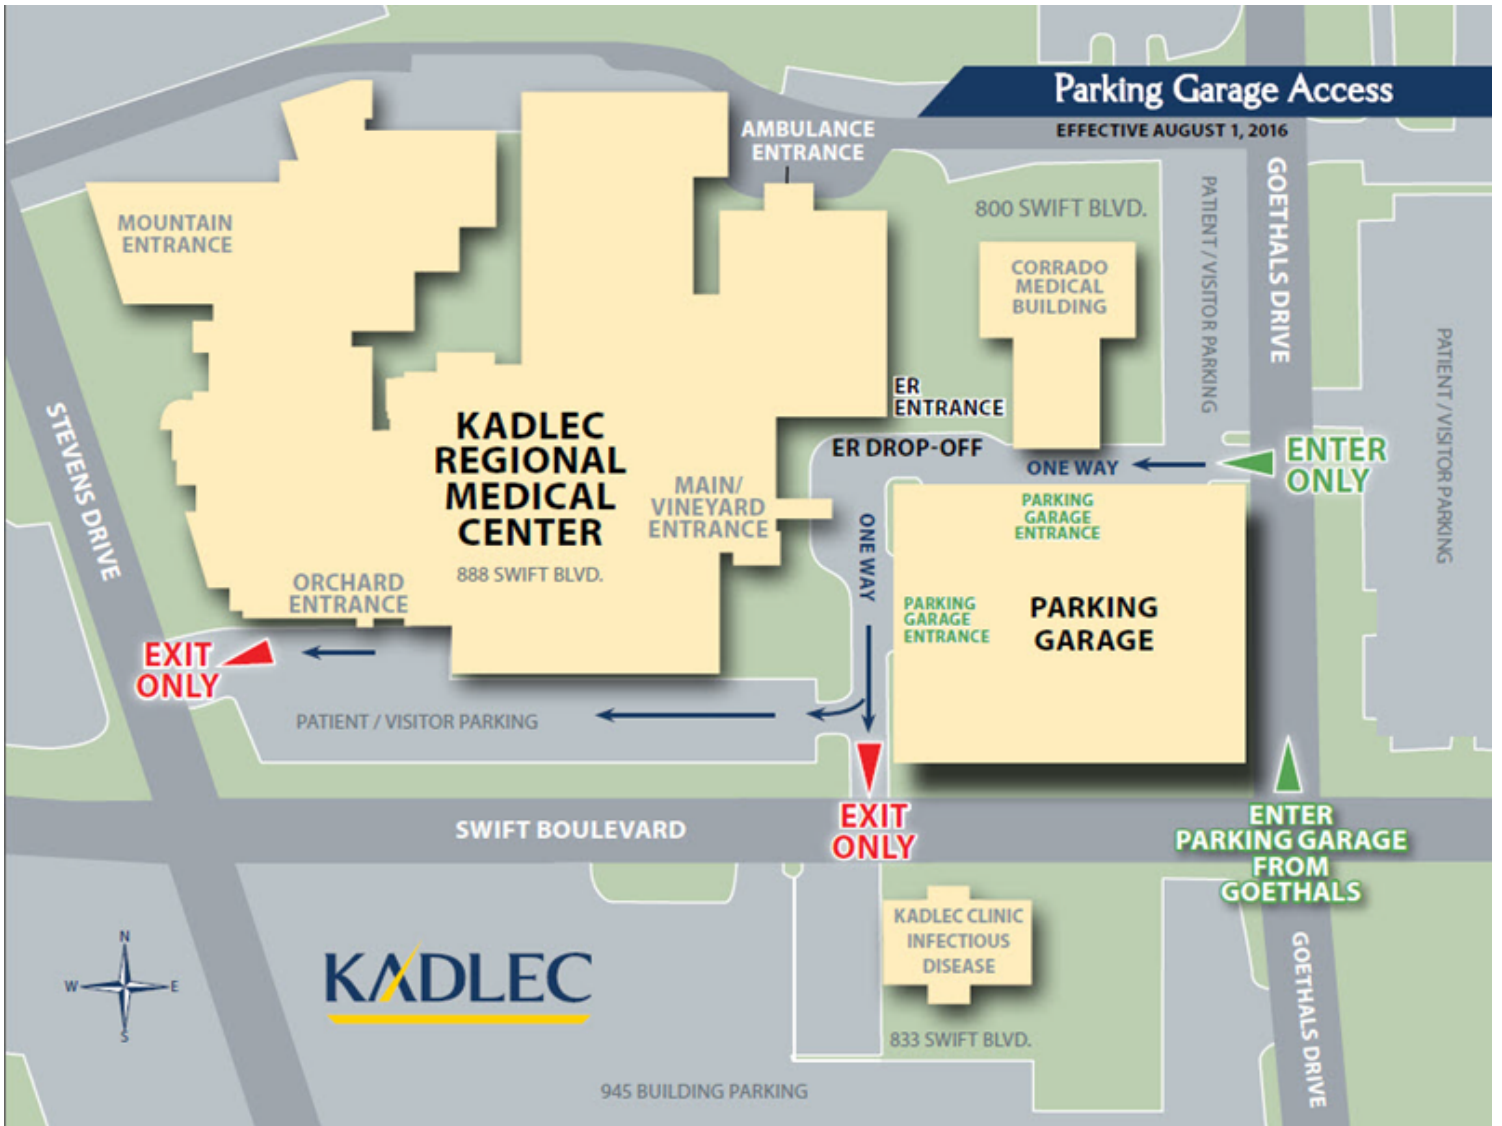 Parking Garage Access
EFFECTIVE AUGUST 1, 2016
AMBULANCE
ENTRANCE
MOUNTAIN
ENTRANCE
800 SWIFT BLVD.
CORRADO
MEDICAL
BUILDING
PATIENT / VISITOR PARKING
GOETHALS DRIVE
PATIENT / VISITOR PARKING
STEVENS DRIVE
KADLEC
REGIONAL
MEDICAL
CENTER
888 SWIFT BLVD.
ER
ENTRANCE
ER DROP-OFF
ONE WAY
ENTER
ONLY
MAIN/
VINEYARD
ENTRANCE
ONE WAY
PARKING
GARAGE
ENTRANCE
PARKING
GARAGE
ENTRANCE
PARKING
GARAGE
ORCHARD
ENTRANCE
EXIT
ONLY
PATIENT / VISITOR PARKING
EXIT
ONLY
SWIFT BOULEVARD
ENTER
PARKING GARAGE
FROM
GOETHALS
GOETHALS DRIVE
KADLEC CLINIC
INFECTIOUS
DISEASE
833 SWIFT BLVD.
N
W
E
S
KADLEC
945 BUILDING PARKING